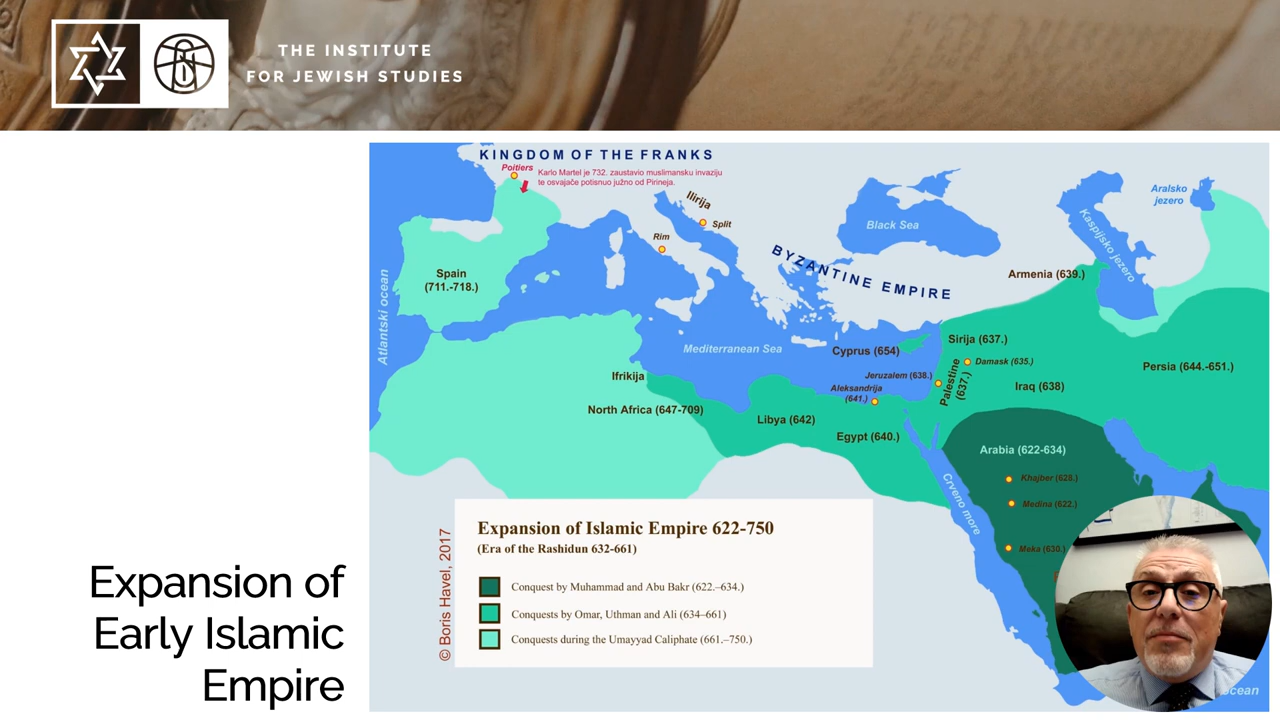 THE INSTITUTE
FOR JEWISH STUDIES
KINGDOM OF THE FRANKS
Poitiers
Karlo Martel je 732. zaustavio muslimansku invaziju
te osvajače potisnuo južno od Pirineja.
Ilirija
Split
Rim
Black Sea
Aralsko
jezero
Kaspijsko jezero
BYZANTINE EMPIRE
Armenia (639.)
Atlantski ocean
Spain
(711.-718.)
Mediterranean Sea
Cyprus (654)
Sirija (637.)
Damask (635.)
Jeruzalem (638.)
Palestine
(637.)
Iraq (638)
Persia (644.-651.)
Aleksandrija
(641.)
Ifrikija
North Africa (647-709)
Libya (642)
Egypt (640.)
Arabia (622-634)
Khajber (628.)
Medina (622.)
Meka (630.)
Crveno more
Expansion of Islamic Empire 622-750
(Era of the Rashidun 632-661)
Conquest by Muhammad and Abu Bakr (622.–634.)
Conquests by Omar, Uthman and Ali (634–661)
Conquests during the Umayyad Caliphate (661.–750.)
© Boris Havel, 2017
Expansion of
Early Islamic
Empire